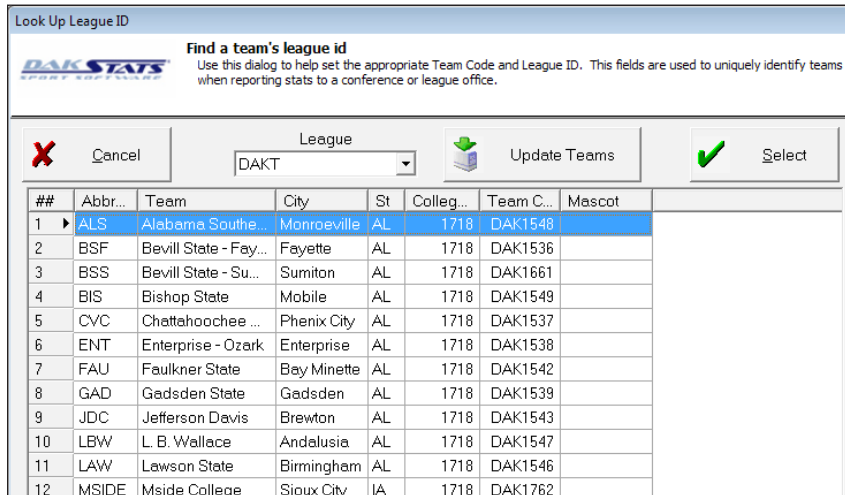 Look Up League ID
DAK STATS
SPORT SOFTWARE
Find a team's league id
Use this dialog to help set the appropriate Team Code and League ID. This fields are used to uniquely identify teams
when reporting stats to a conference or league office.
Cancel
League
DAKT
Update Teams
Select
## Abbr... Team City St Colleg... Team C... Mascot
1 ALS Alabama Southe... Monroeville AL 1718 DAK1548
2 BSF Bevill State - Fay... Fayette AL 1718 DAK1536
3 BSS Bevill State - Su... Sumiton AL 1718 DAK1661
4 BIS Bishop State Mobile AL 1718 DAK1549
5 CVC Chattahoochee ... Phenix City AL 1718 DAK1537
6 ENT Enterprise - Ozark Enterprise AL 1718 DAK1538
7 FAU Faulkner State Bay Minette AL 1718 DAK1542
8 GAD Gadsden State Gadsden AL 1718 DAK1539
9 JDC Jefferson Davis Brewton AL 1718 DAK1543
10 LBW L. B. Wallace Andalusia AL 1718 DAK1547
11 LAW Lawson State Birmingham AL 1718 DAK1546
12 MSIDE Mside College Sioux City IA 1718 DAK1762